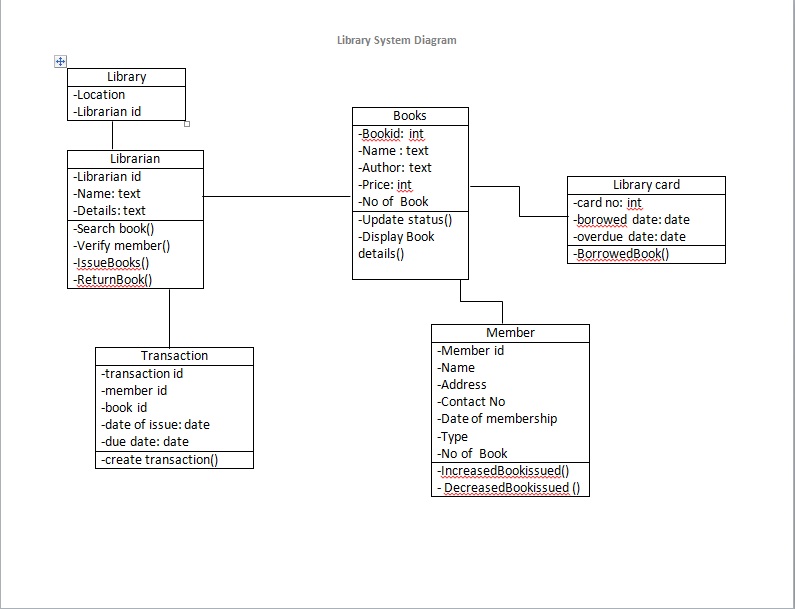 Library System Diagram
Library
-Location
-Librarian id
Librarian
-Librarian id
-Name: text
-Details: text
-Search book()
-Verify member()
-IssueBooks()
-ReturnBook()
Books
-Bookid: int
-Name : text
-Author: text
-Price: int
-No of Book
-Update status()
-Display Book
details()
Library card
-card no: int
-borowed date: date
-overdue date: date
-BorrowedBook()
Transaction
-transaction id
-member id
-book id
-date of issue: date
-due date: date
-create transaction()
Member
-Member id
-Name
-Address
-Contact No
-Date of membership
-Type
-No of Book
-IncreasedBookissued()
- DecreasedBookissued ()